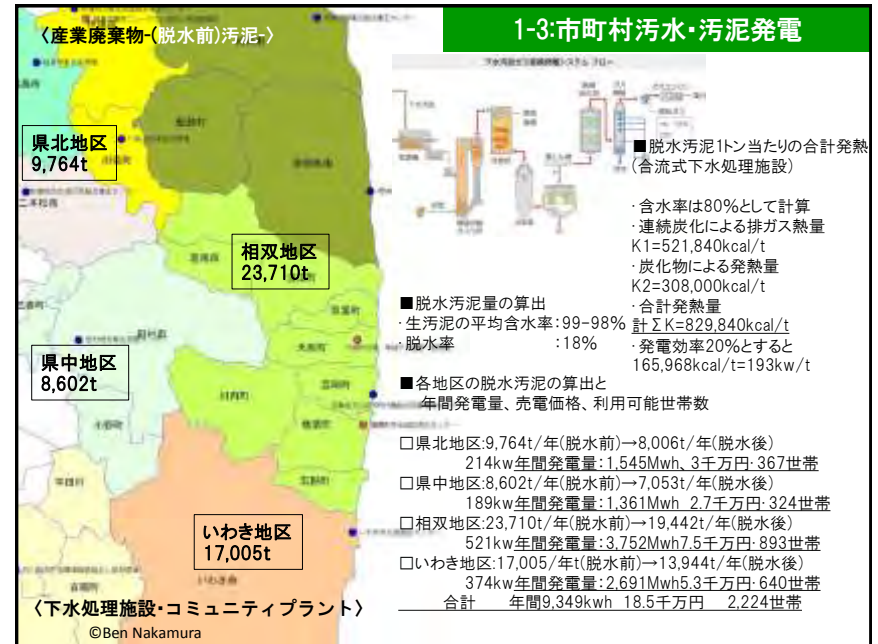 〈産業廃棄物-(脱水前)汚泥-〉
1-3:市町村汚水・汚泥発電
県北地区
9,764t
相双地区
23,710t
県中地区
8,602t
いわき地区
17,005t
〈下水処理施設・コミュニティプラント〉
©Ben Nakamura
■脱水汚泥1トン当たりの合計発熱
(合流式下水処理施設)
・含水率は80%として計算
・連続炭化による排ガス熱量
K1=521,840kcal/t
・炭化物による発熱量
K2=308,000kcal/t
・合計発熱量
計ΣK=829,840kcal/t
・発電効率20%とすると
165,968kcal/t=193kw/t
■脱水汚泥量の算出
・生汚泥の平均含水率:99-98%
・脱水率 :18%
■各地区の脱水汚泥の算出と
年間発電量、売電価格、利用可能世帯数
□県北地区:9,764t/年(脱水前)→8,006t/年(脱水後)
214kw年間発電量:1,545Mwh、3千万円・367世帯
□県中地区:8,602t/年(脱水前)→7,053t/年(脱水後)
189kw年間発電量:1,361Mwh 2.7千万円・324世帯
□相双地区:23,710t/年(脱水前)→19,442t/年(脱水後)
521kw年間発電量:3,752Mwh7.5千万円・893世帯
□いわき地区:17,005/年t(脱水前)→13,944t/年(脱水後)
374kw年間発電量:2,691Mwh5.3千万円・640世帯
合計 年間9,349kwh 18.5千万円 2,224世帯